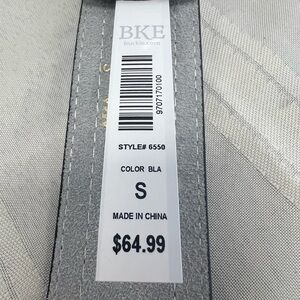 BKE
buckle.com
9707170100
STYLE# 6550
COLOR BLA
S
MADE IN CHINA
$64.99